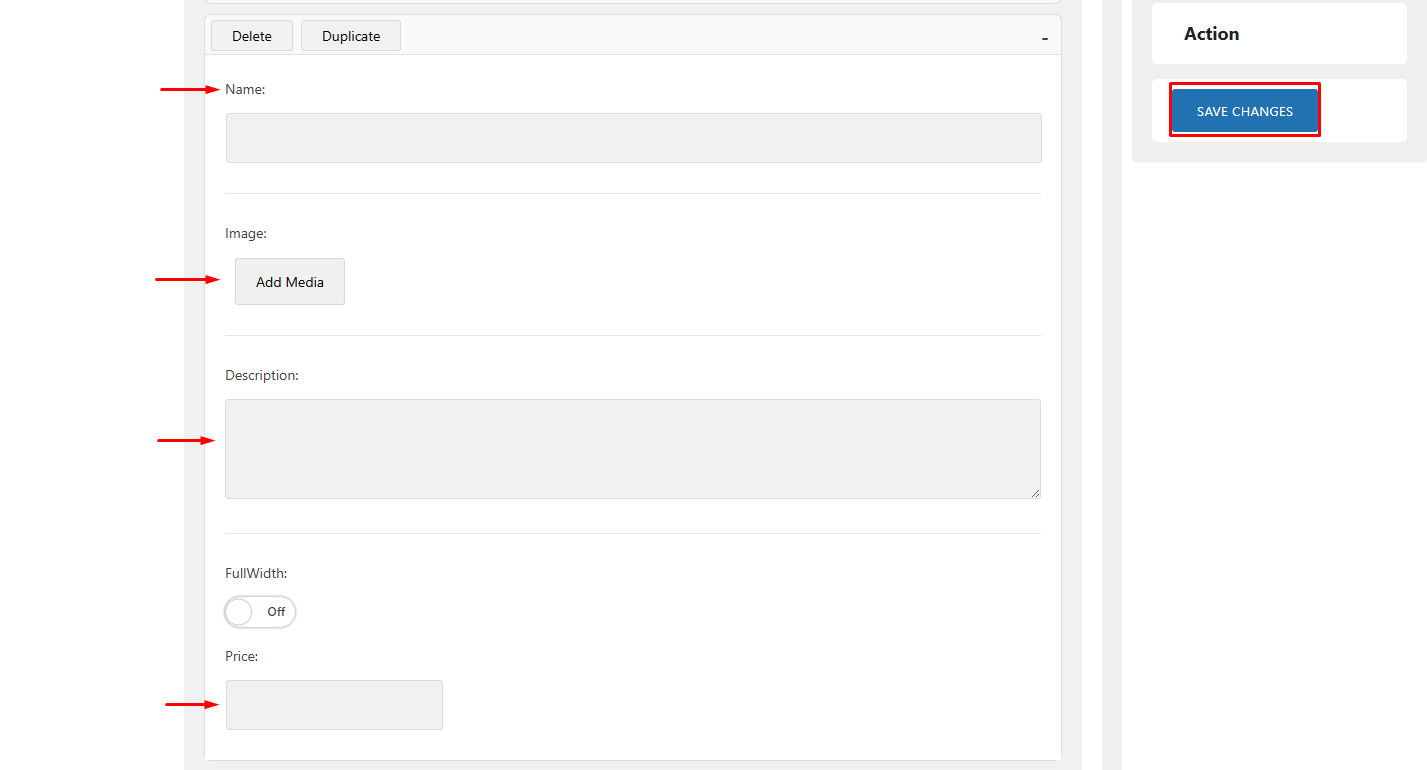 Delete
Duplicate
-
Name:
Image:
Add Media
Description:
FullWidth:
Off
Price:
Action
SAVE CHANGES